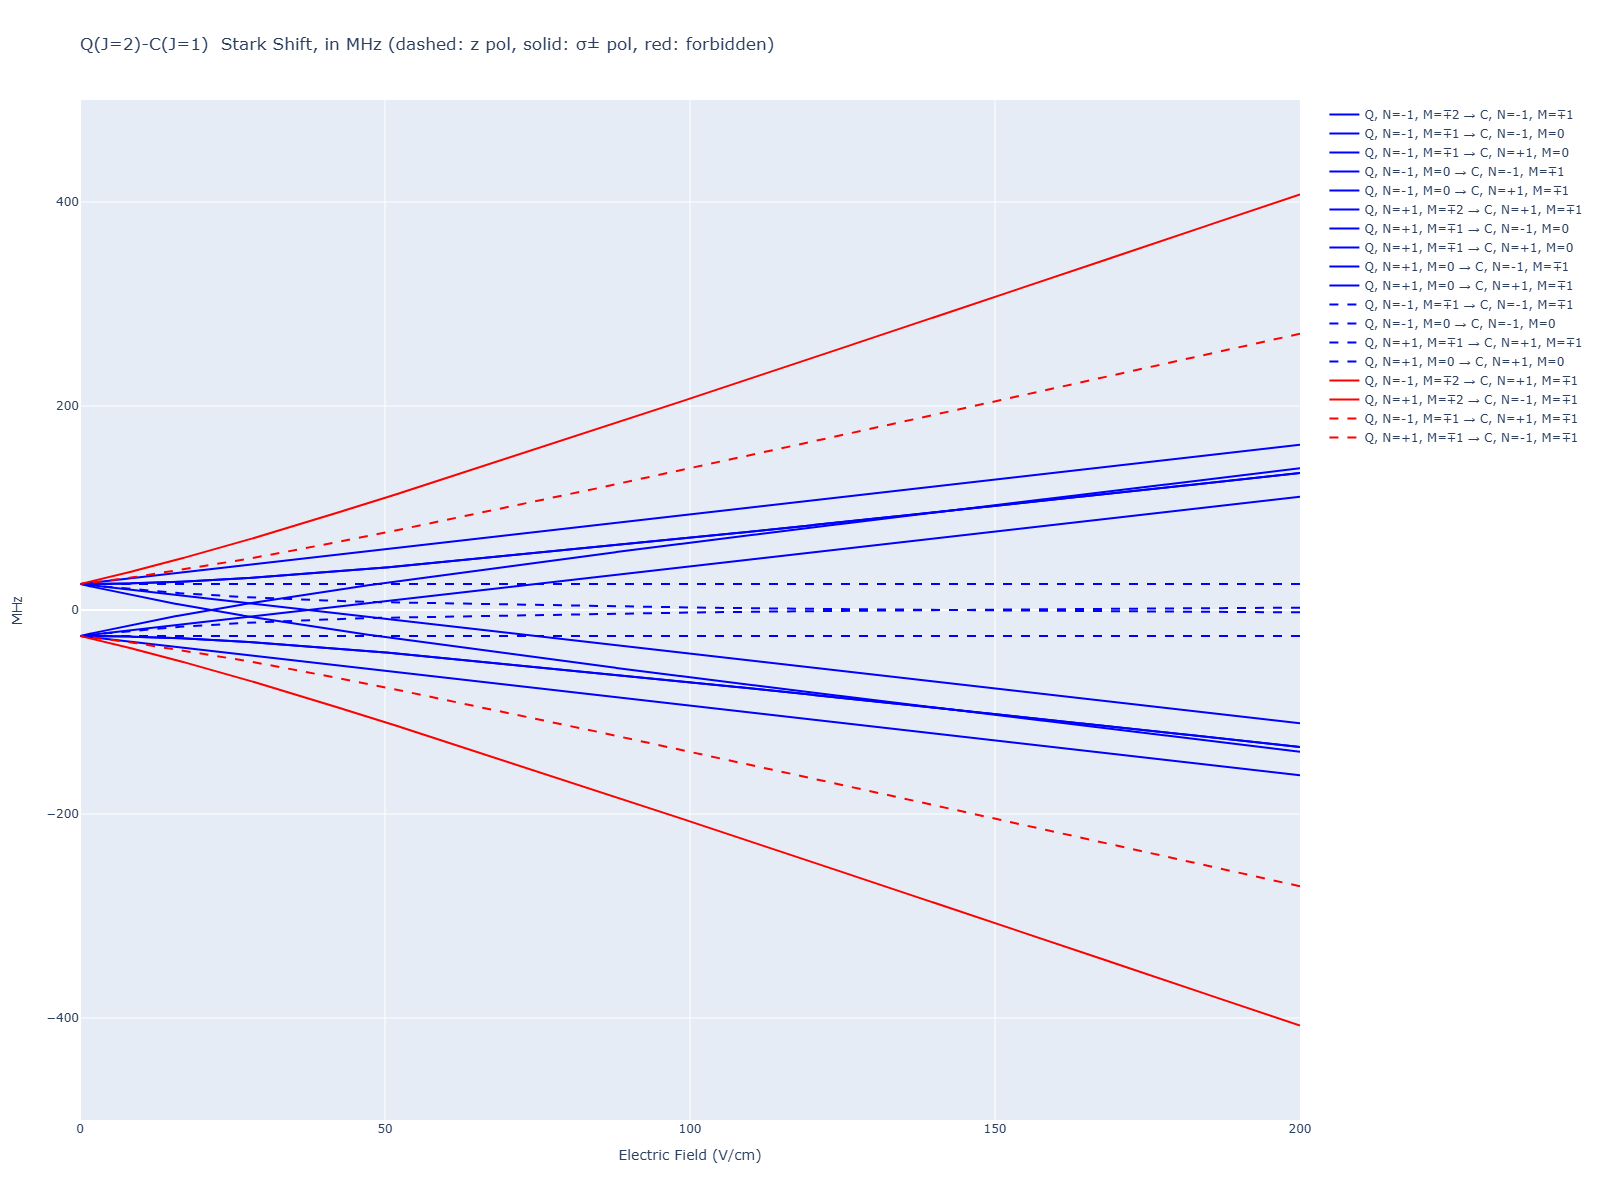 Q(J=2)-C(J=1)  Stark Shift, in MHz (dashed: z pol, solid: σ± pol, red: forbidden)
Q, N=-1, M=∓2 → C, N=-1, M=∓1
Q, N=-1, M=∓1 → C, N=-1, M=0
Q, N=-1, M=∓1 → C, N=+1, M=0
Q, N=-1, M=0 → C, N=-1, M=∓1
Q, N=-1, M=0 → C, N=+1, M=∓1
Q, N=+1, M=∓2 → C, N=+1, M=∓1
Q, N=+1, M=∓1 → C, N=-1, M=0
Q, N=+1, M=∓1 → C, N=+1, M=0
Q, N=+1, M=0 → C, N=-1, M=∓1
Q, N=+1, M=0 → C, N=+1, M=∓1
Q, N=-1, M=∓1 → C, N=-1, M=∓1
Q, N=-1, M=0 → C, N=-1, M=0
Q, N=+1, M=∓1 → C, N=+1, M=∓1
Q, N=+1, M=0 → C, N=+1, M=0
Q, N=-1, M=∓2 → C, N=+1, M=∓1
Q, N=+1, M=∓2 → C, N=-1, M=∓1
Q, N=-1, M=∓1 → C, N=+1, M=∓1
Q, N=+1, M=∓1 → C, N=-1, M=∓1
400
200
0
−200
−400
MHz
0
50
100
150
200
Electric Field (V/cm)